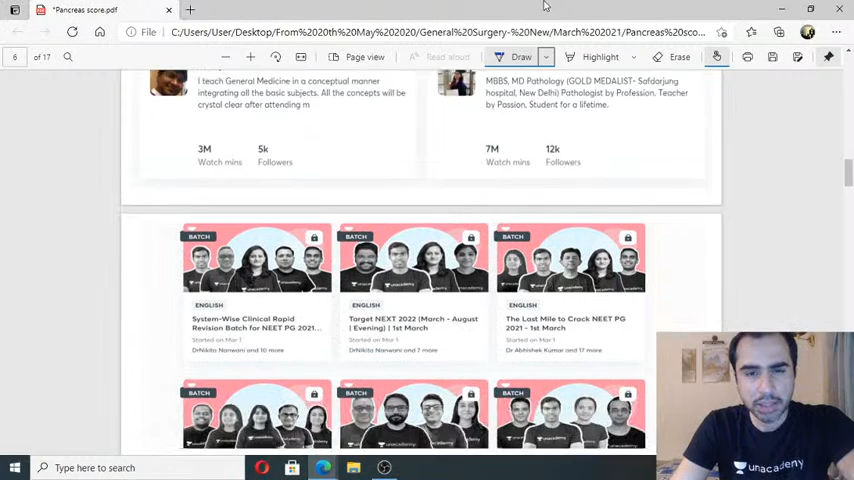 *Pancreas score.pdf
File C:/Users/User/Desktop/From%2020th%20May%202020/General%20Surgery-%20New/March%202021/Pancreas%20sco...
6 of 17 Page view Read aloud Draw Highlight Erase
I teach General Medicine in a conceptual manner
integrating all the basic subjects. All the concepts will be
crystal clear after attending m
3M 5k
Watch mins Followers
MBBS, MD Pathology (GOLD MEDALIST- Safdarjung
hospital, New Delhi) Pathologist by Profession, Teacher
by Passion, Student for a lifetime.
7M 12k
Watch mins Followers
BATCH BATCH BATCH
unacademy unacademy unacademy
ENGLISH
System-Wise Clinical Rapid
Revision Batch for NEET PG 2021...
Started on Mar 1
DrNikita Nanwani and 10 more
ENGLISH
Target NEXT 2022 (March - August
| Evening) | 1st March
Started on Mar 1
DrNikita Nanwani and 7 more
ENGLISH
The Last Mile to Crack NEET PG
2021 - 1st March
Started on Mar 1
Dr Abhishek Kumar and 17 more
BATCH BATCH BATCH
unacademy unacademy unacademy
unacademy
Type here to search